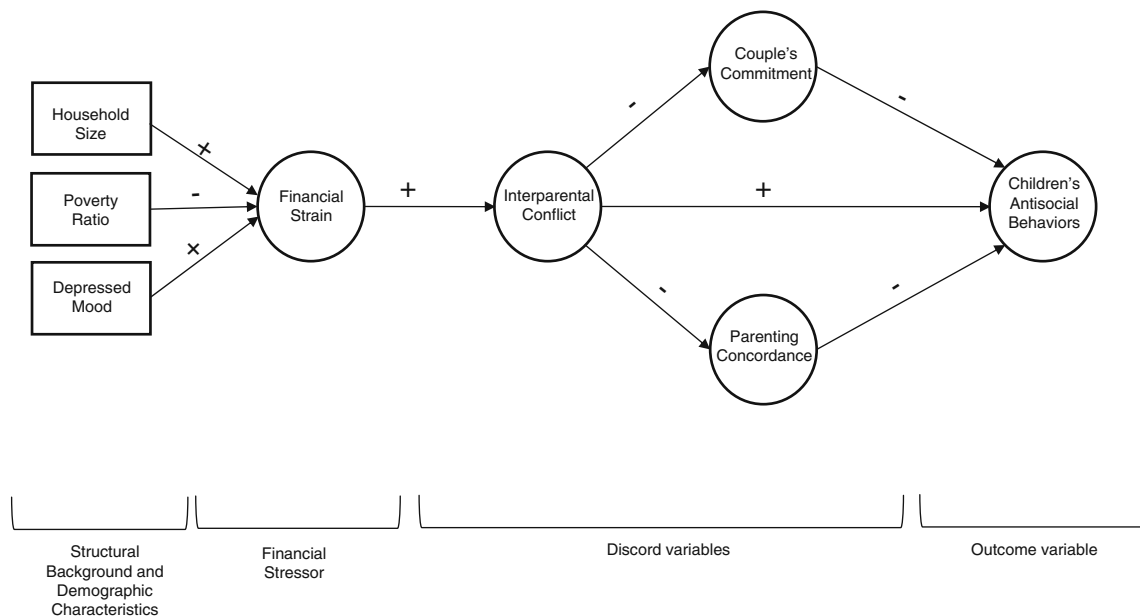 Household
Size
+
Poverty
Ratio
-
Depressed
Mood
+
Financial
Strain
+
Interparental
Conflict
-
Couple's
Commitment
-
+
-
Parenting
Concordance
-
Children's
Antisocial
Behaviors
Structural
Background and
Demographic
Characteristics
Financial
Stressor
Discord variables
Outcome variable